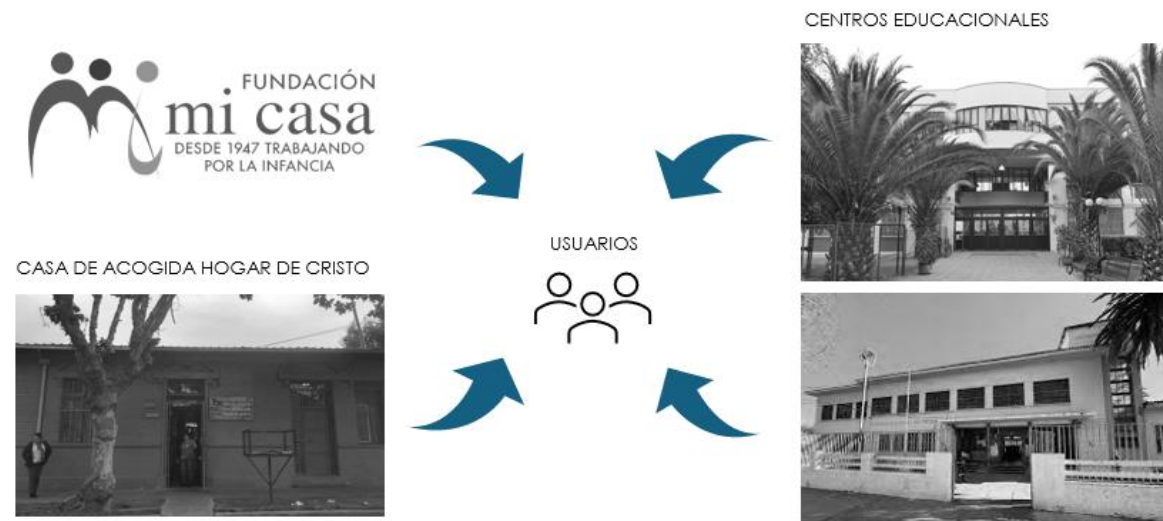 FUNDACIÓN
mi casa
DESDE 1947 TRABAJANDO
POR LA INFANCIA
CENTROS EDUCACIONALES
USUARIOS
CASA DE ACOGIDA HOGAR DE CRISTO